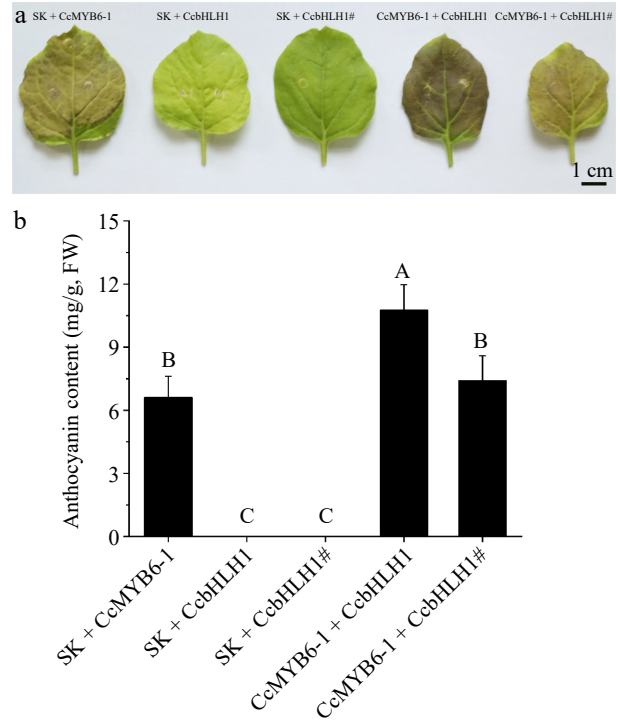 a
SK + CcMYB6-1
SK + CcbHLH1
SK + CcbHLH1#
CcMYB6-1 + CcbHLH1
CcMYB6-1 + CcbHLH1#
1 cm
b
Anthocyanin content (mg/g, FW)
15
12
9
6
3
0
B
C
C
A
B
SK + CcMYB6-1
SK + CcbHLH1
SK + CcbHLH1#
CcMYB6-1 + CcbHLH1
CcMYB6-1 + CcbHLH1#